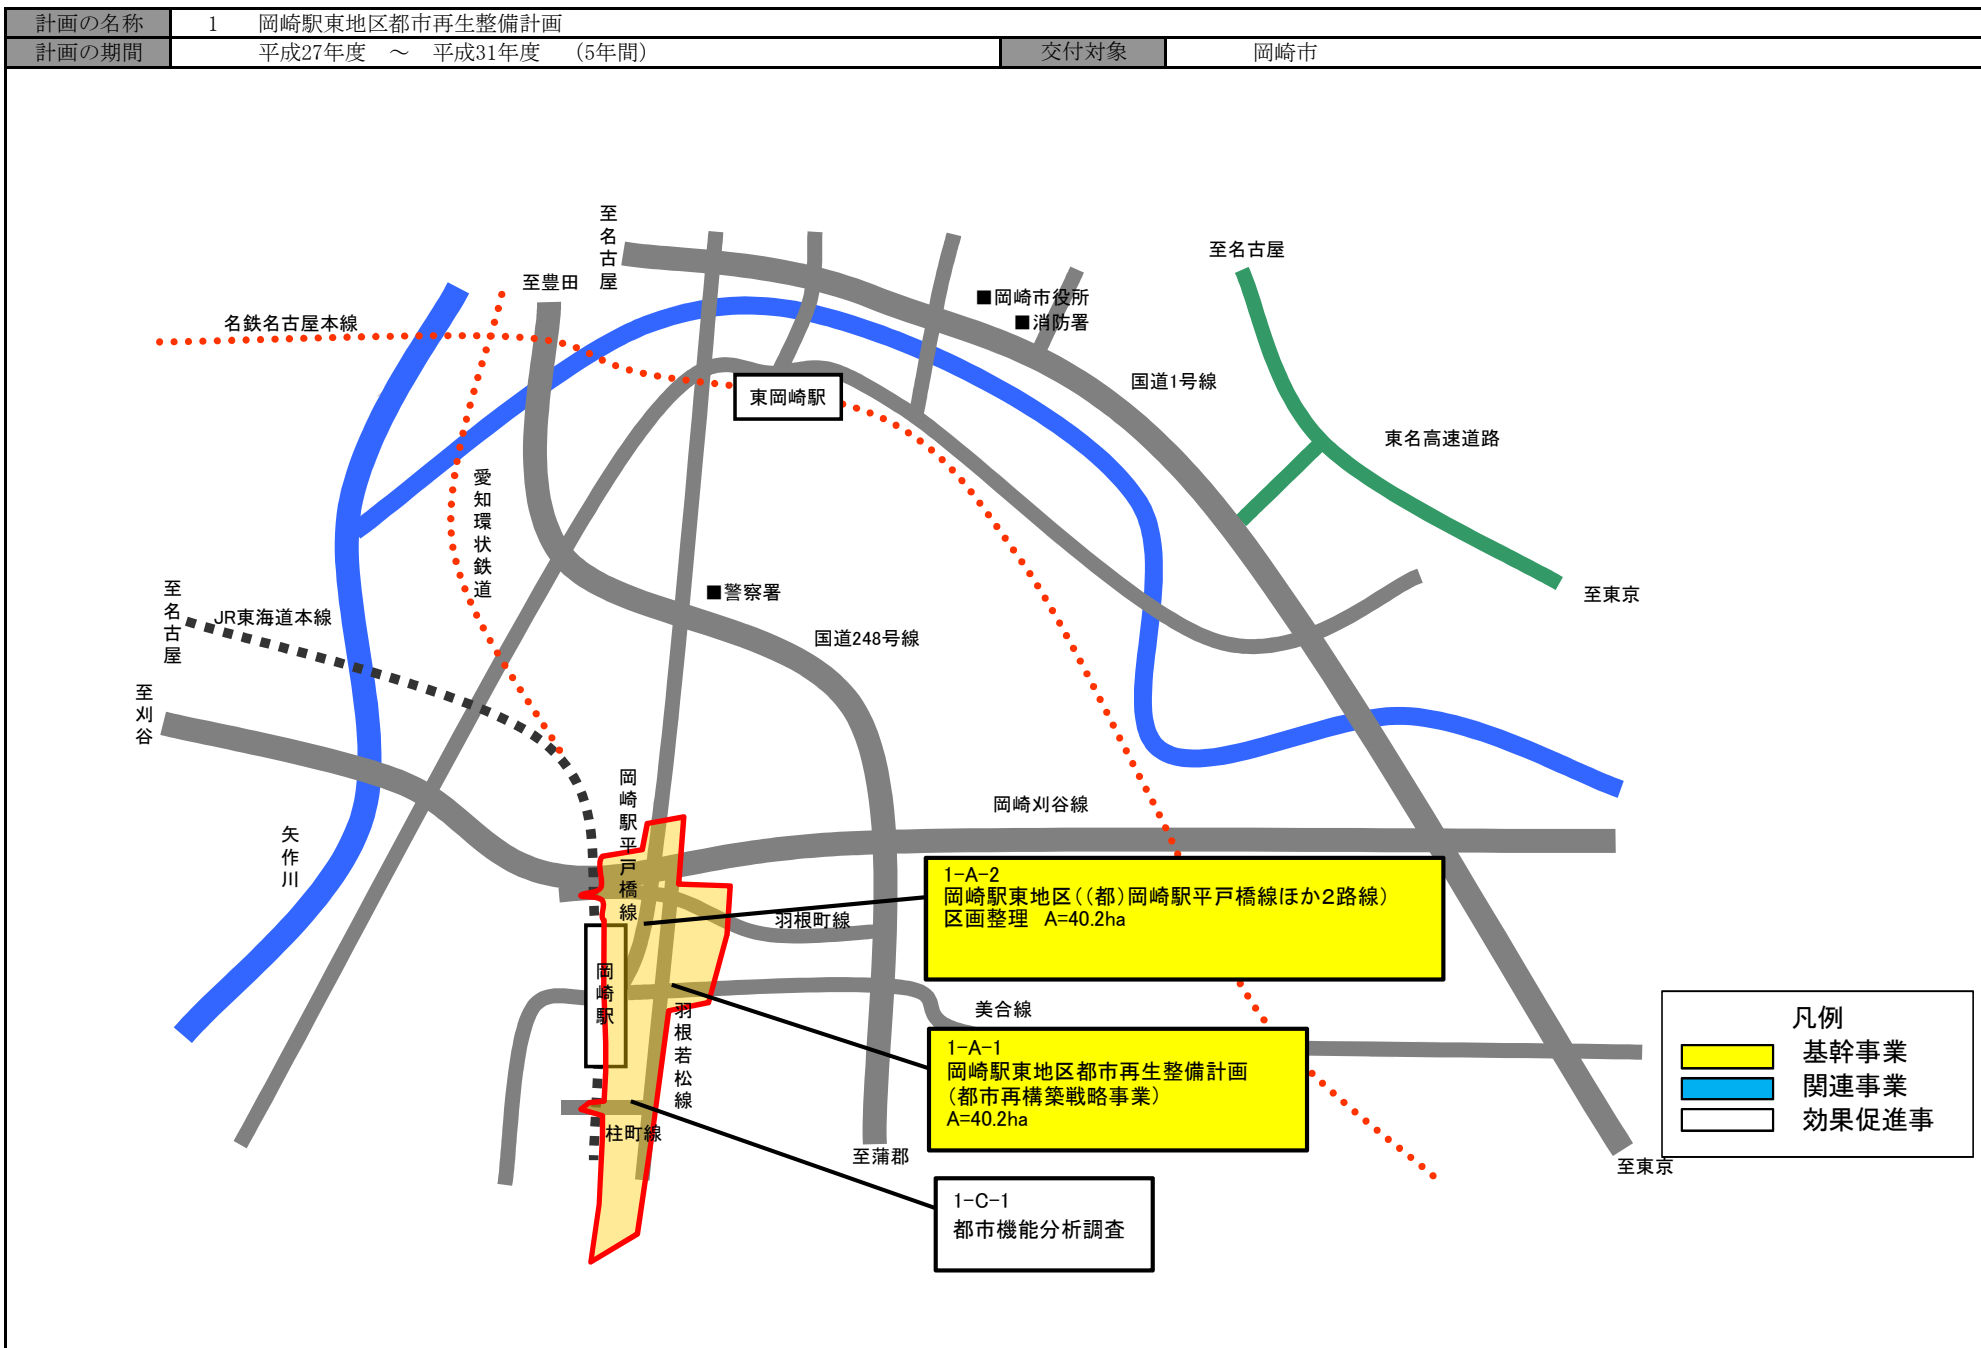 計画の名称 1 岡崎駅東地区都市再生整備計画
計画の期間 平成27年度 ～ 平成31年度 （5年間） 交付対象 岡崎市
至名古屋
至豊田
至名古屋
■岡崎市役所
■消防署
名鉄名古屋本線
国道1号線
東岡崎駅
東名高速道路
愛知環状鉄道
■警察署
至東京
至名古屋
JR東海道本線
国道248号線
至刈谷
岡崎駅平戸橋線
岡崎刈谷線
矢作川
1-A-2
岡崎駅東地区（（都）岡崎駅平戸橋線ほか２路線）
区画整理 A=40.2ha
羽根町線
岡崎駅
羽根若松線
美合線
1-A-1
岡崎駅東地区都市再生整備計画
（都市再構築戦略事業）
A=40.2ha
柱町線
至蒲郡
至東京
1-C-1
都市機能分析調査
凡例
基幹事業
関連事業
効果促進事